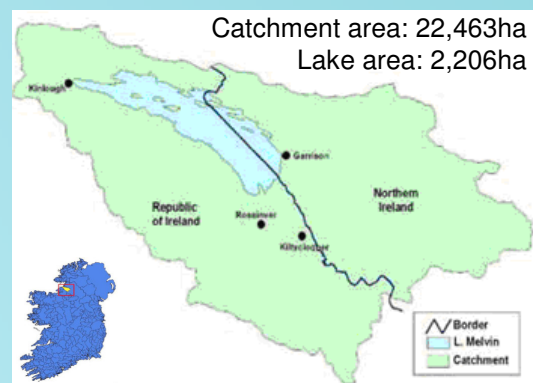 Catchment area: 22,463ha
Lake area: 2,206ha
Kinlough
Garrison
Northern
Ireland
Republic
of Ireland
Rossinver
Kiltyclogher
Border
L. Melvin
Catchment